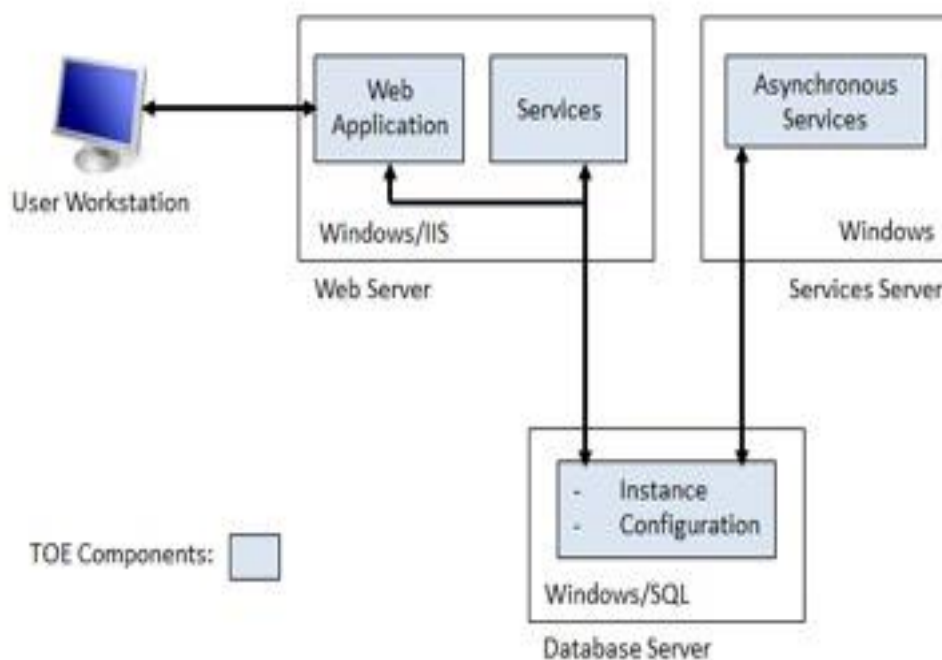 Web
Application
Services
Asynchronous
Services
User Workstation
Windows/IIS
Windows
Web Server
Services Server
- Instance
- Configuration
TOE Components:
Windows/SQL
Database Server